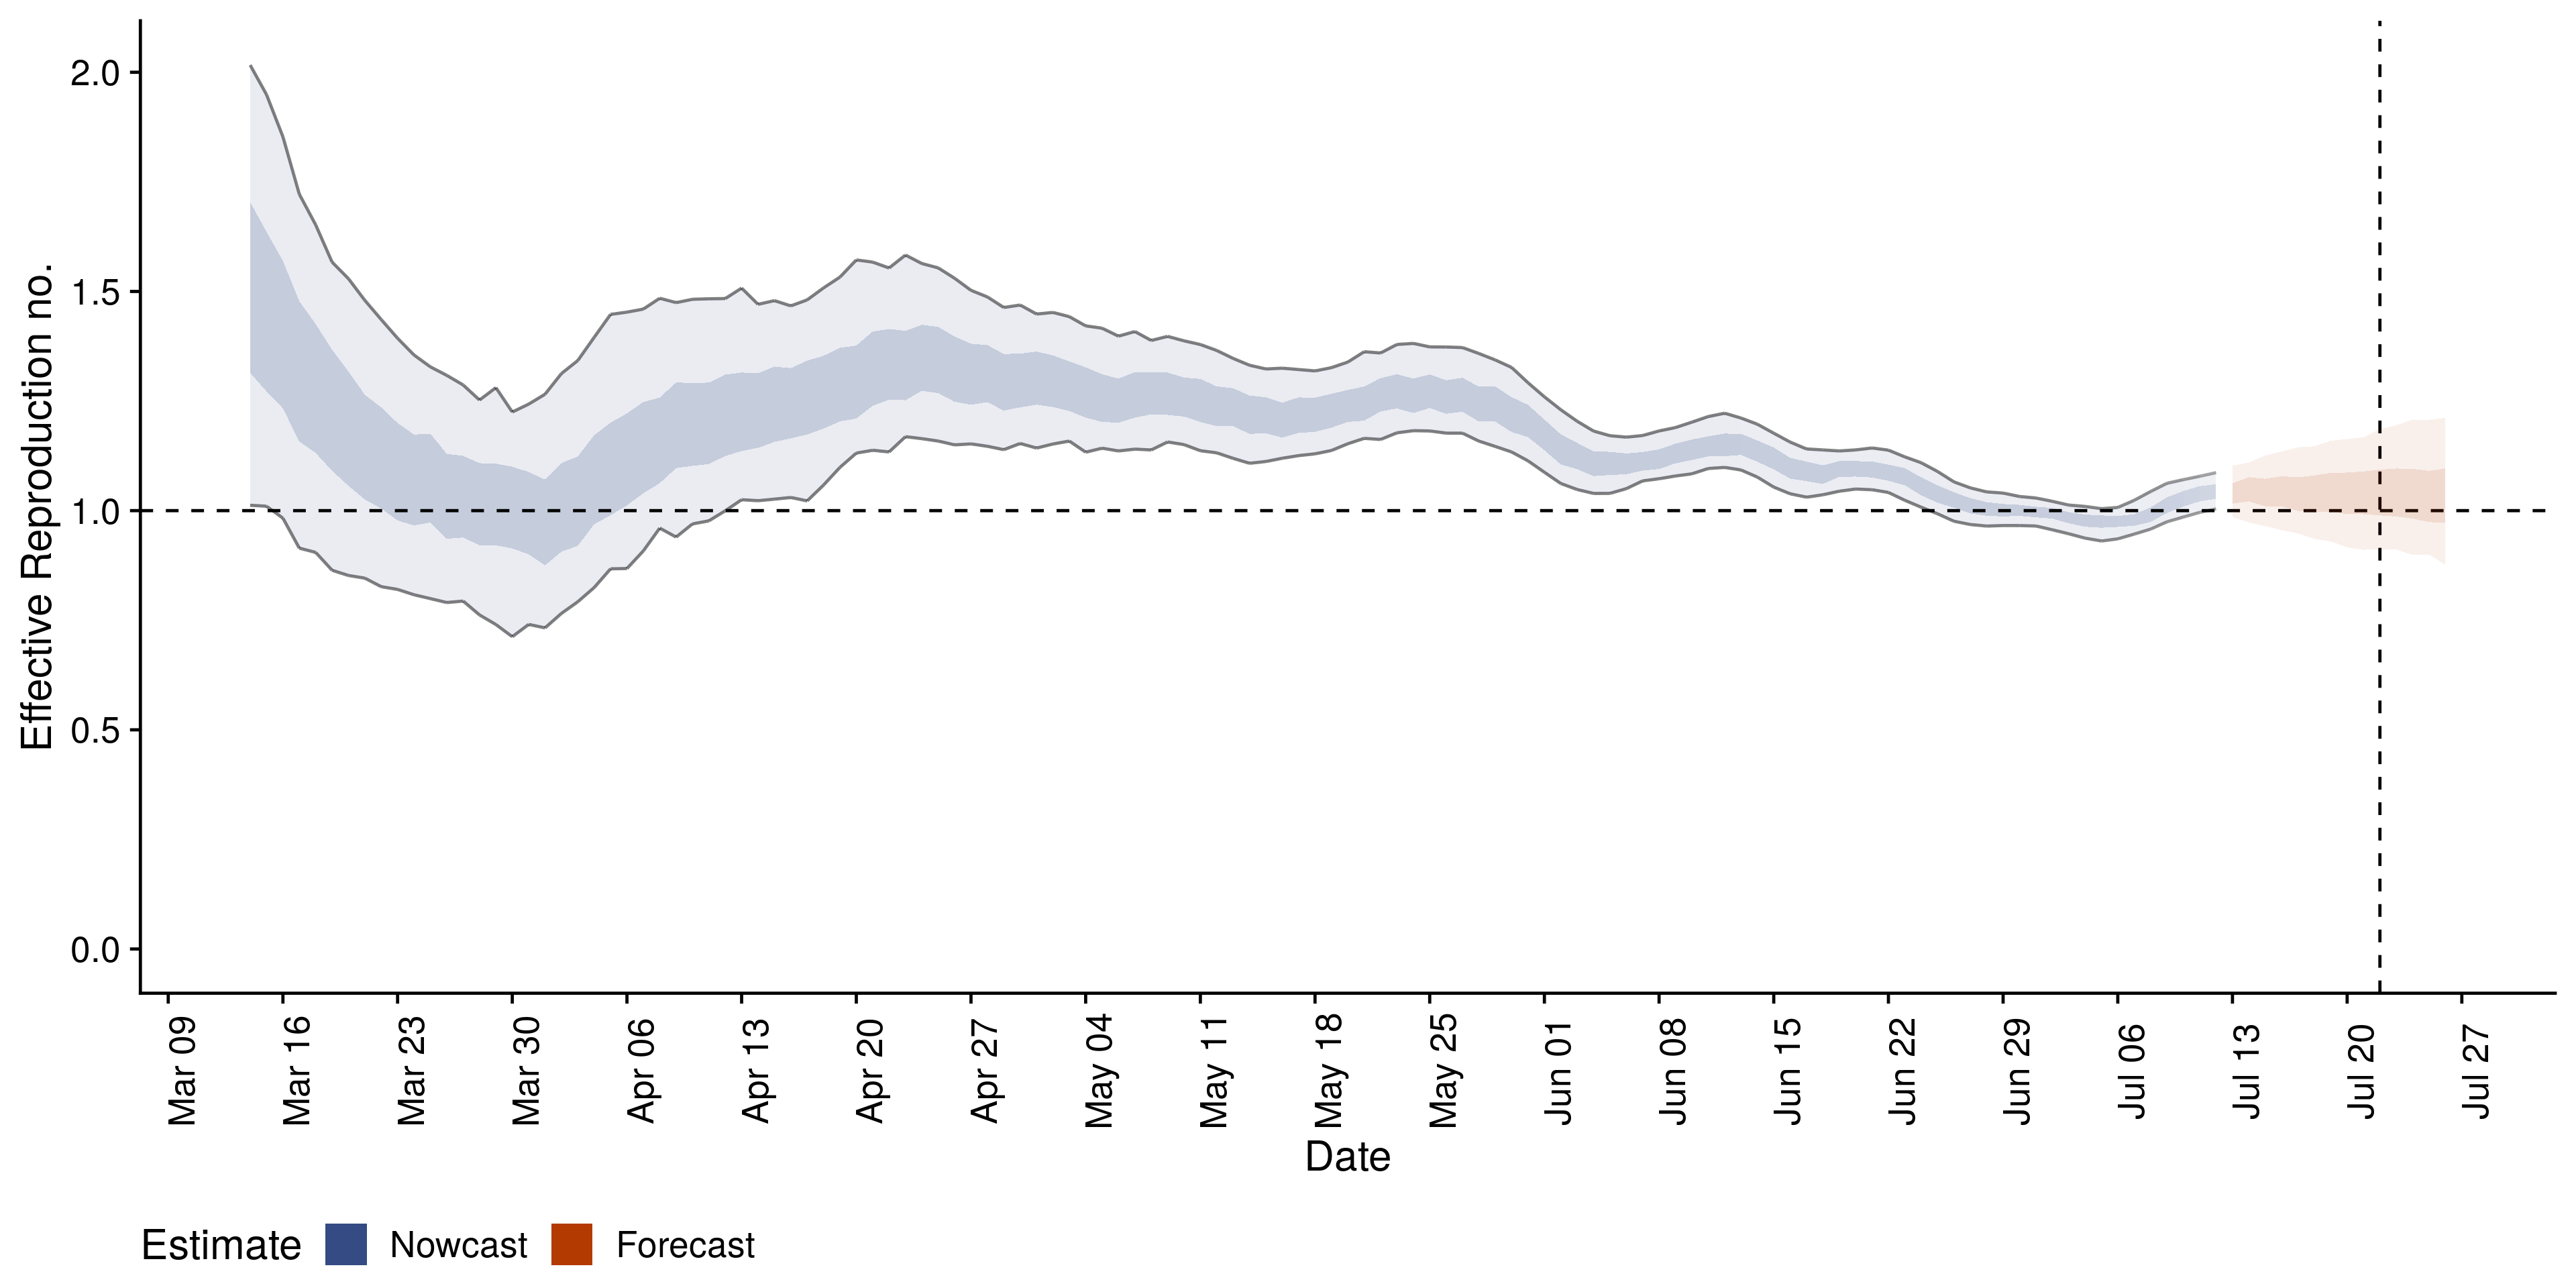 Effective Reproduction no.
2.0
1.5
1.0
0.5
0.0
Mar 09
Mar 16
Mar 23
Mar 30
Apr 06
Apr 13
Apr 20
Apr 27
May 04
May 11
May 18
May 25
Jun 01
Jun 08
Jun 15
Jun 22
Jun 29
Jul 06
Jul 13
Jul 20
Jul 27
Date
Estimate Nowcast Forecast